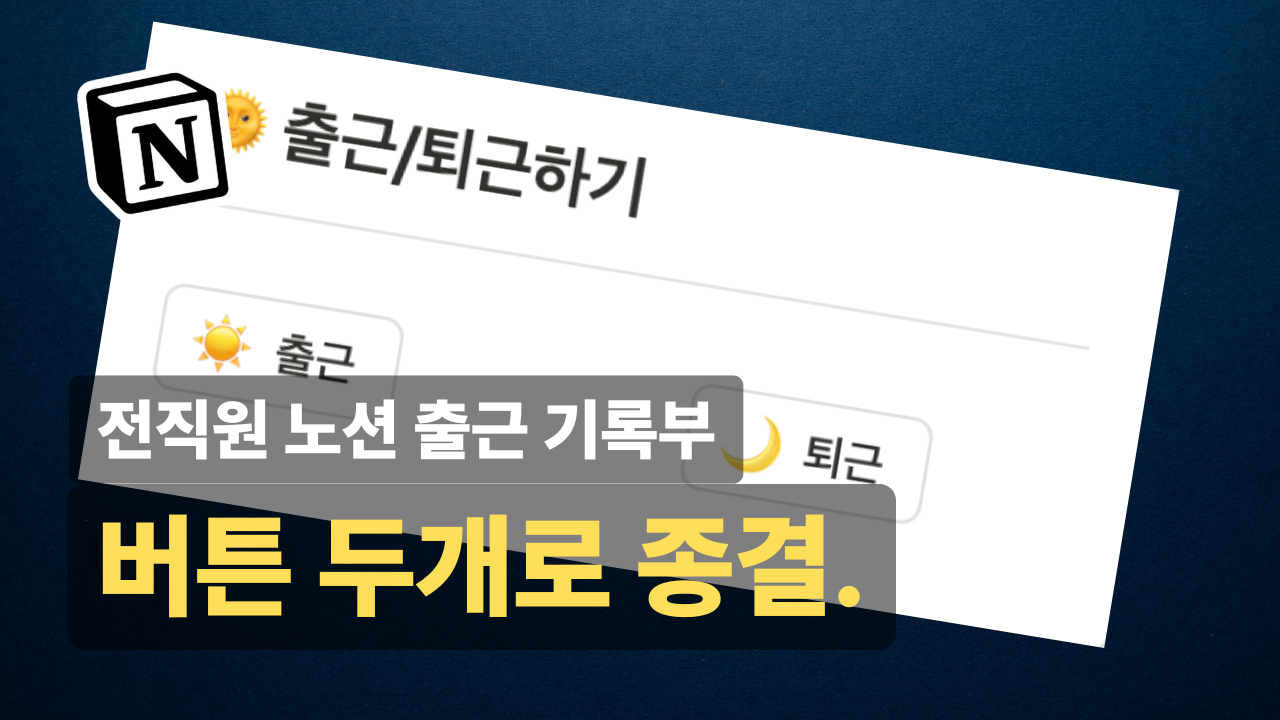 N
🌞 출근/퇴근하기
☀️ 출근
🌙 퇴근
전직원 노션 출근 기록부
버튼 두개로 종결.